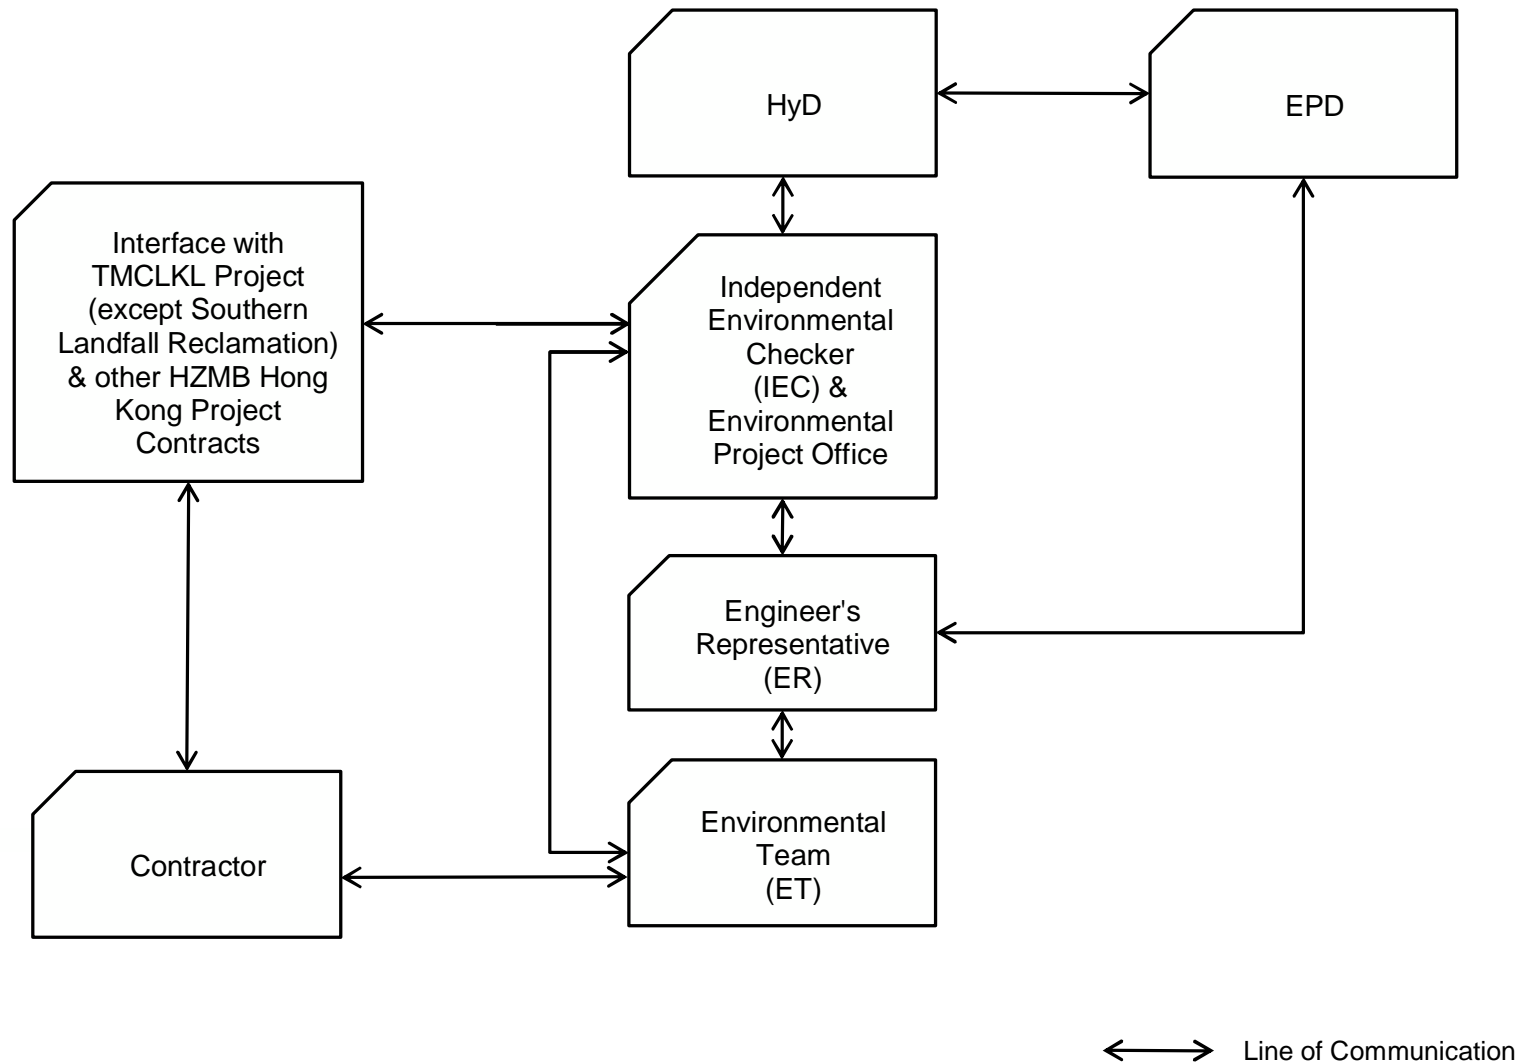 HyD
EPD
Interface with
TMCLKL Project
(except Southern
Landfall Reclamation)
& other HZMB Hong
Kong Project
Contracts
Independent
Environmental
Checker
(IEC) &
Environmental
Project Office
Engineer's
Representative
(ER)
Environmental
Team
(ET)
Contractor
Line of Communication